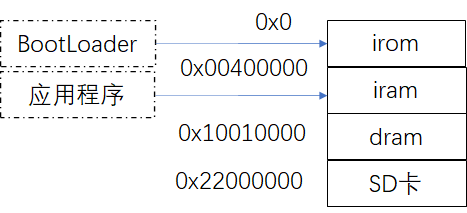 0x0
BootLoader
irom
0x00400000
应用程序
iram
0x10010000
dram
0x22000000
SD卡